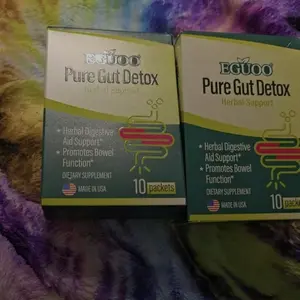 EGUOO
Pure Gut Detox
Herbal Support
• Herbal Digestive
Aid Support*
• Promotes Bowel
Function*
DIETARY SUPPLEMENT
MADE IN USA
10 packets
EGUOO
Pure Gut Detox
Herbal Support
• Herbal Digestive
Aid Support*
• Promotes Bowel
Function*
DIETARY SUPPLEMENT
MADE IN USA
10 packets